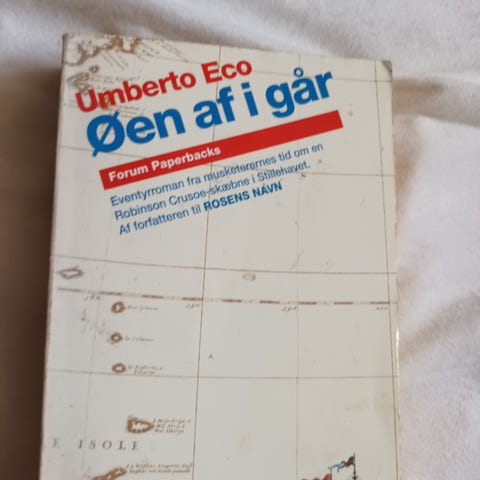 Umberto Eco
Øen af i går
Forum Paperbacks
Eventyrroman fra musketerernes tid om en
Robinson Crusoe-skæbne i Stillehavet.
Af forfatteren til ROSENS NAVN
A
E ISOLE